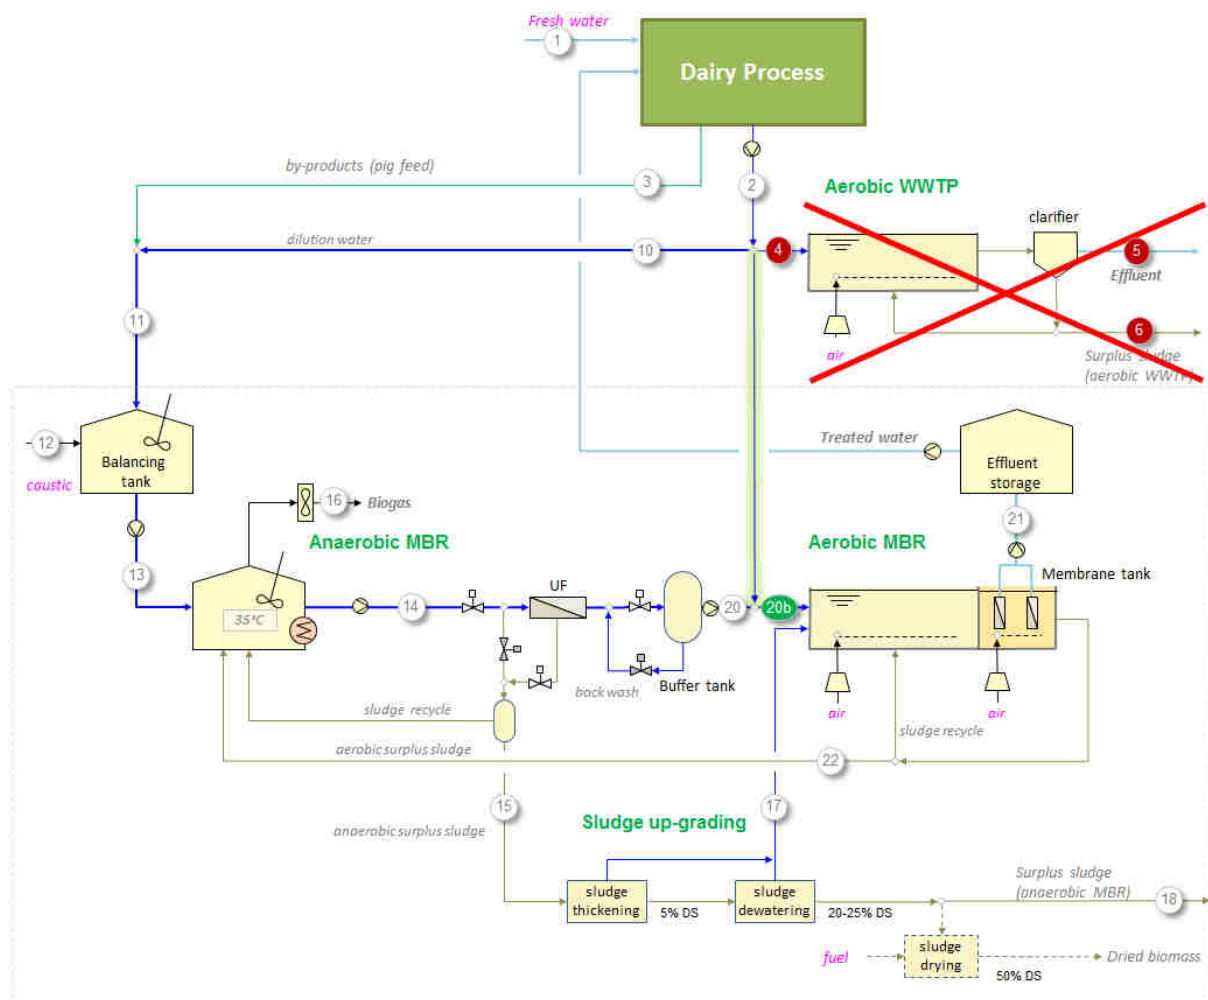 Fresh water
1
Dairy Process
by-products (pig feed)
3
2
Aerobic WWTP
clarifier
dilution water
10
4
5
Effluent
11
6
air
Surplus sludge
(aerobic WWTP)
12
Balancing
tank
caustic
Treated water
Effluent
storage
16
Biogas
21
Anaerobic MBR
Aerobic MBR
13
UF
Membrane tank
35°C
14
20
20b
back wash
Buffer tank
air
air
sludge recycle
sludge recycle
aerobic surplus sludge
22
15
17
anaerobic surplus sludge
Sludge up-grading
sludge
thickening
5% DS
sludge
dewatering
20-25% DS
Surplus sludge
(anaerobic MBR)
18
fuel
sludge
drying
50% DS
Dried biomass